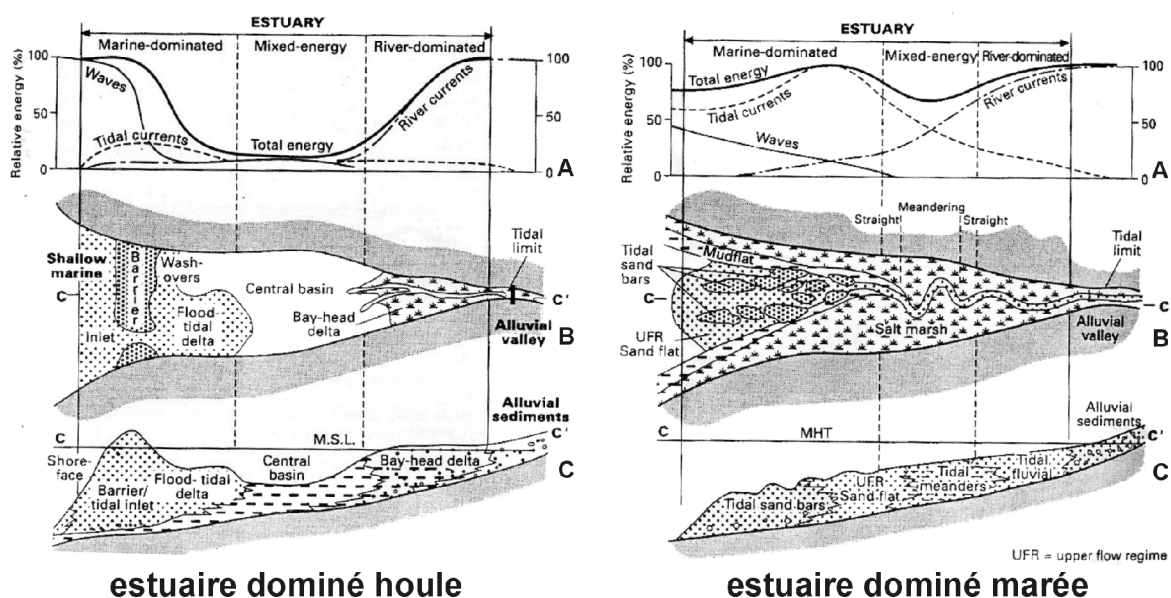 ESTUARY
Marine-dominated
Mixed-energy
River-dominated
Relative energy (%)
100
50
0
100
50
0
Waves
Tidal currents
Total energy
River currents
A
Shallow marine
Barrier
Wash-
overs
Flood-
tidal
delta
Inlet
Central basin
Bay-head
delta
Tidal
limit
C
C'
Alluvial
valley
B
Alluvial
sediments
C
M.S.L.
C'
Shore-
face
Barrier/
tidal inlet
Flood-tidal
delta
Central
basin
Bay-head delta
C
estuaire dominé houle
ESTUARY
Marine-dominated
Mixed-energy
River-dominated
Relative energy (%)
100
50
0
100
50
0
Total energy
Tidal currents
Waves
River currents
A
Straight
Meandering
Straight
Tidal
sand
bars
Mudflat
Tidal
limit
C
c
UFR
Sand flat
Salt marsh
Alluvial
valley
B
Alluvial
sediments
C
MHT
c'
Tidal sand bars
UFR
Sand flat
Tidal
meanders
Tidal
fluvial
C
UFR = upper flow regime
estuaire dominé marée